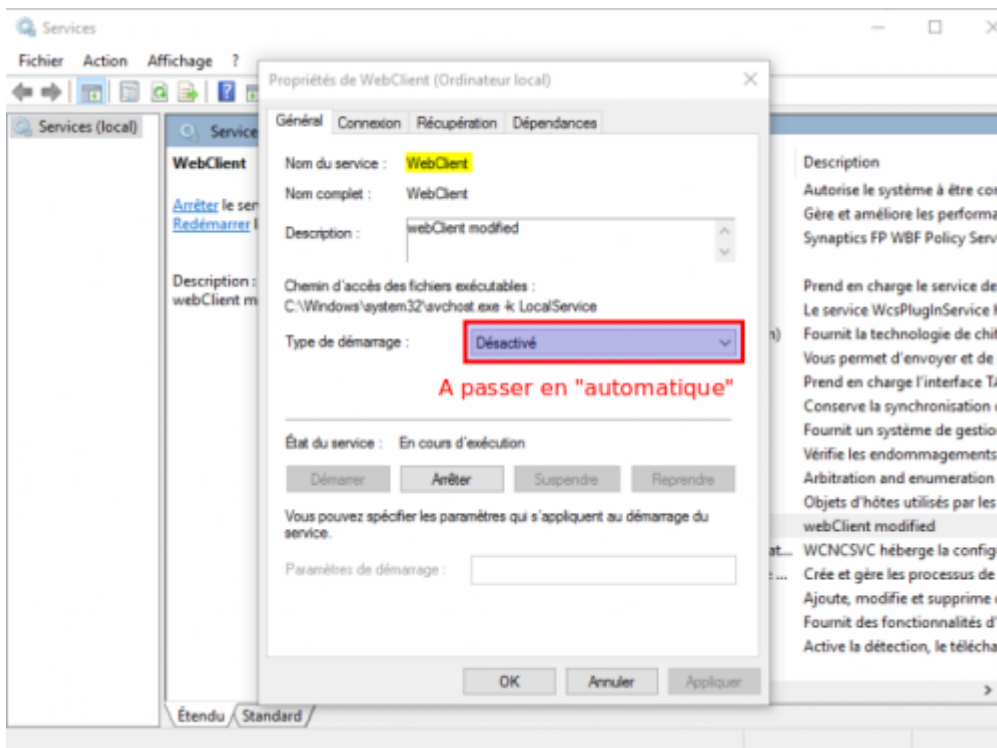 Services
Fichier Action Affichage ?
Services (local)
Service
WebClient
Arrêter le ser
Redémarrer l
Description :
webClient m
Propriétés de WebClient (Ordinateur local)
Général Connexion Récupération Dépendances
Nom du service : WebClient
Nom complet : WebClient
Description : webClient modified
Chemin d'accès des fichiers exécutables :
C:\Windows\system32\svchost.exe -k LocalService
Type de démarrage : Désactivé
A passer en "automatique"
État du service : En cours d'exécution
Démarrer Arrêter Suspendre Reprendre
Vous pouvez spécifier les paramètres qui s'appliquent au démarrage du
service.
Paramètres de démarrage :
OK Annuler Appliquer
Description
Autorise le système à être con
Gère et améliore les performa
Synaptics FP WBF Policy Serv
Prend en charge le service de
Le service WcsPlugInService h
n) Fournit la technologie de chif
Vous permet d'envoyer et de
Prend en charge l'interface TA
Conserve la synchronisation
Fournit un système de gestion
Vérifie les endommagements
Arbitration and enumeration
Objets d'hôtes utilisés par les
webClient modified
at... WCNCSVC héberge la config
... Crée et gère les processus de
Ajoute, modifie et supprime
Fournit des fonctionnalités d'
Active la détection, le télécha
Étendu Standard